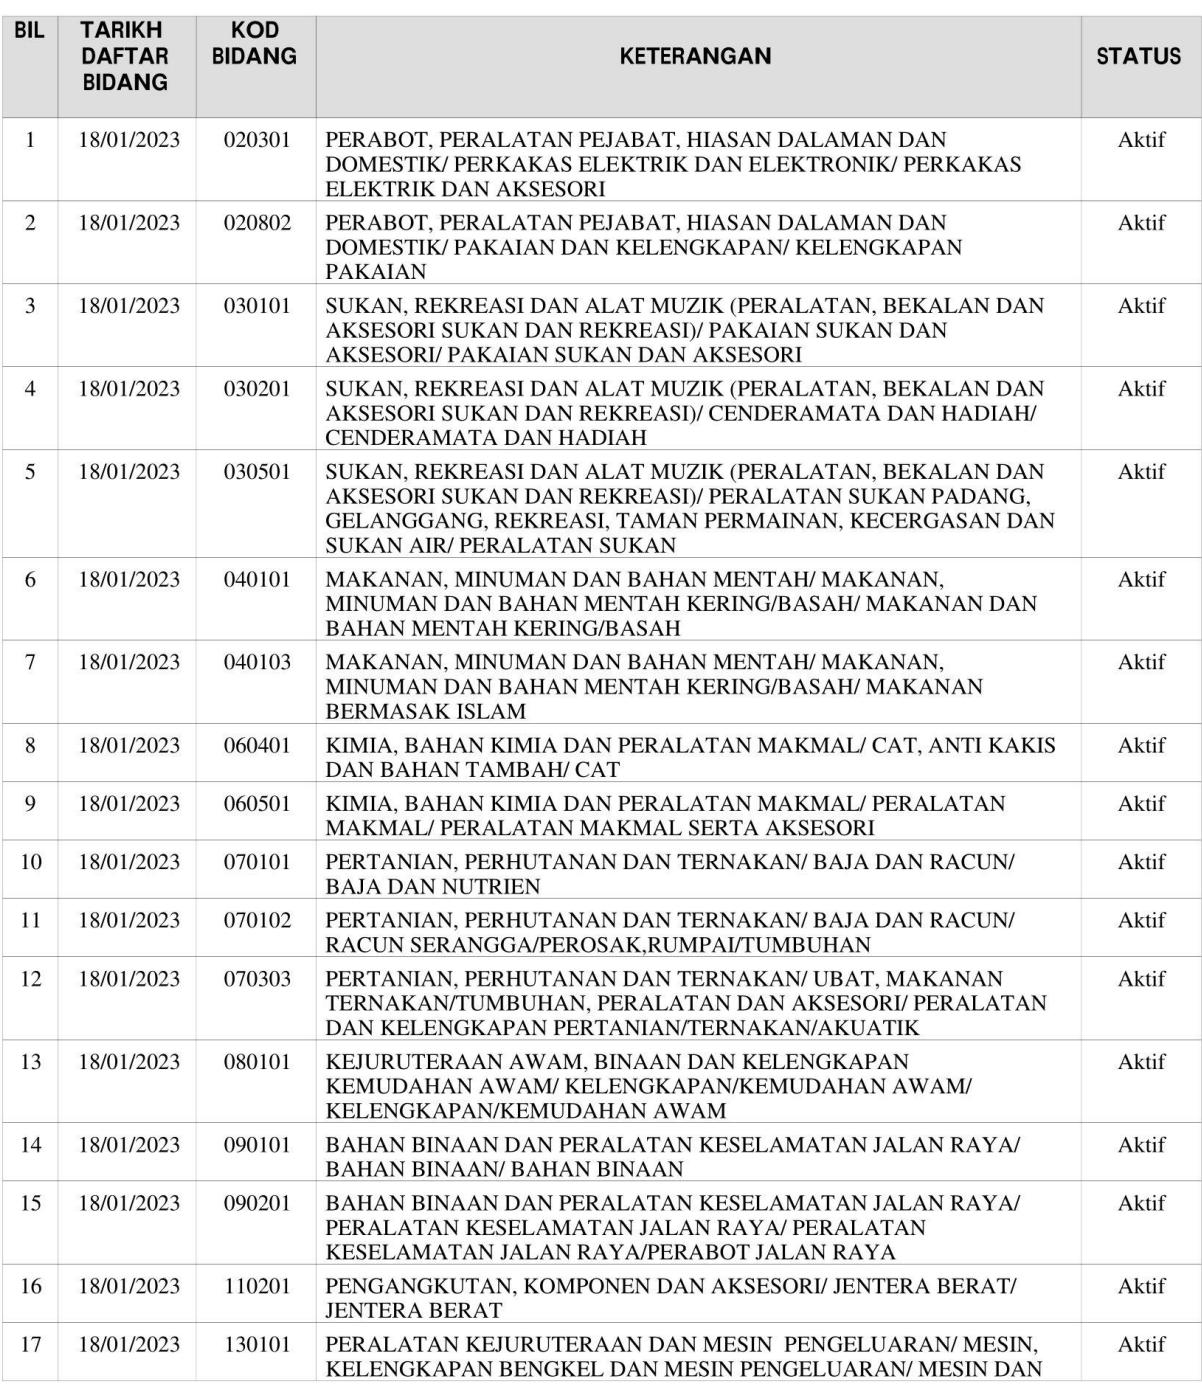 BIL TARIKH DAFTAR BIDANG KOD BIDANG KETERANGAN STATUS
1 18/01/2023 020301 PERABOT, PERALATAN PEJABAT, HIASAN DALAMAN DAN Aktif
DOMESTIK/ PERKAKAS ELEKTRIK DAN ELEKTRONIK/ PERKAKAS
ELEKTRIK DAN AKSESORI
2 18/01/2023 020802 PERABOT, PERALATAN PEJABAT, HIASAN DALAMAN DAN Aktif
DOMESTIK/ PAKAIAN DAN KELENGKAPAN/ KELENGKAPAN
PAKAIAN
3 18/01/2023 030101 SUKAN, REKREASI DAN ALAT MUZIK (PERALATAN, BEKALAN DAN Aktif
AKSESORI SUKAN DAN REKREASI)/ PAKAIAN SUKAN DAN
AKSESORI/ PAKAIAN SUKAN DAN AKSESORI
4 18/01/2023 030201 SUKAN, REKREASI DAN ALAT MUZIK (PERALATAN, BEKALAN DAN Aktif
AKSESORI SUKAN DAN REKREASI)/ CENDERAMATA DAN HADIAH/
CENDERAMATA DAN HADIAH
5 18/01/2023 030501 SUKAN, REKREASI DAN ALAT MUZIK (PERALATAN, BEKALAN DAN Aktif
AKSESORI SUKAN DAN REKREASI)/ PERALATAN SUKAN PADANG,
GELANGGANG, REKREASI, TAMAN PERMAINAN, KECERGASAN DAN
SUKAN AIR/ PERALATAN SUKAN
6 18/01/2023 040101 MAKANAN, MINUMAN DAN BAHAN MENTAH/ MAKANAN, Aktif
MINUMAN DAN BAHAN MENTAH KERING/BASAH/ MAKANAN DAN
BAHAN MENTAH KERING/BASAH
7 18/01/2023 040103 MAKANAN, MINUMAN DAN BAHAN MENTAH/ MAKANAN, Aktif
MINUMAN DAN BAHAN MENTAH KERING/BASAH/ MAKANAN
BERMASAK ISLAM
8 18/01/2023 060401 KIMIA, BAHAN KIMIA DAN PERALATAN MAKMAL/ CAT, ANTI KAKIS Aktif
DAN BAHAN TAMBAH/ CAT
9 18/01/2023 060501 KIMIA, BAHAN KIMIA DAN PERALATAN MAKMAL/ PERALATAN Aktif
MAKMAL/ PERALATAN MAKMAL SERTA AKSESORI
10 18/01/2023 070101 PERTANIAN, PERHUTANAN DAN TERNAKAN/ BAJA DAN RACUN/ Aktif
BAJA DAN NUTRIEN
11 18/01/2023 070102 PERTANIAN, PERHUTANAN DAN TERNAKAN/ BAJA DAN RACUN/ Aktif
RACUN SERANGGA/PEROSAK,RUMPAI/TUMBUHAN
12 18/01/2023 070303 PERTANIAN, PERHUTANAN DAN TERNAKAN/ UBAT, MAKANAN Aktif
TERNAKAN/TUMBUHAN, PERALATAN DAN AKSESORI/ PERALATAN
DAN KELENGKAPAN PERTANIAN/TERNAKAN/AKUATIK
13 18/01/2023 080101 KEJURUTERAAN AWAM, BINAAN DAN KELENGKAPAN Aktif
KEMUDAHAN AWAM/ KELENGKAPAN/KEMUDAHAN AWAM/
KELENGKAPAN/KEMUDAHAN AWAM
14 18/01/2023 090101 BAHAN BINAAN DAN PERALATAN KESELAMATAN JALAN RAYA/ Aktif
BAHAN BINAAN/ BAHAN BINAAN
15 18/01/2023 090201 BAHAN BINAAN DAN PERALATAN KESELAMATAN JALAN RAYA/ Aktif
PERALATAN KESELAMATAN JALAN RAYA/ PERALATAN
KESELAMATAN JALAN RAYA/PERABOT JALAN RAYA
16 18/01/2023 110201 PENGANGKUTAN, KOMPONEN DAN AKSESORI/ JENTERA BERAT/ Aktif
JENTERA BERAT
17 18/01/2023 130101 PERALATAN KEJURUTERAAN DAN MESIN PENGELUARAN/ MESIN, Aktif
KELENGKAPAN BENGKEL DAN MESIN PENGELUARAN/ MESIN DAN